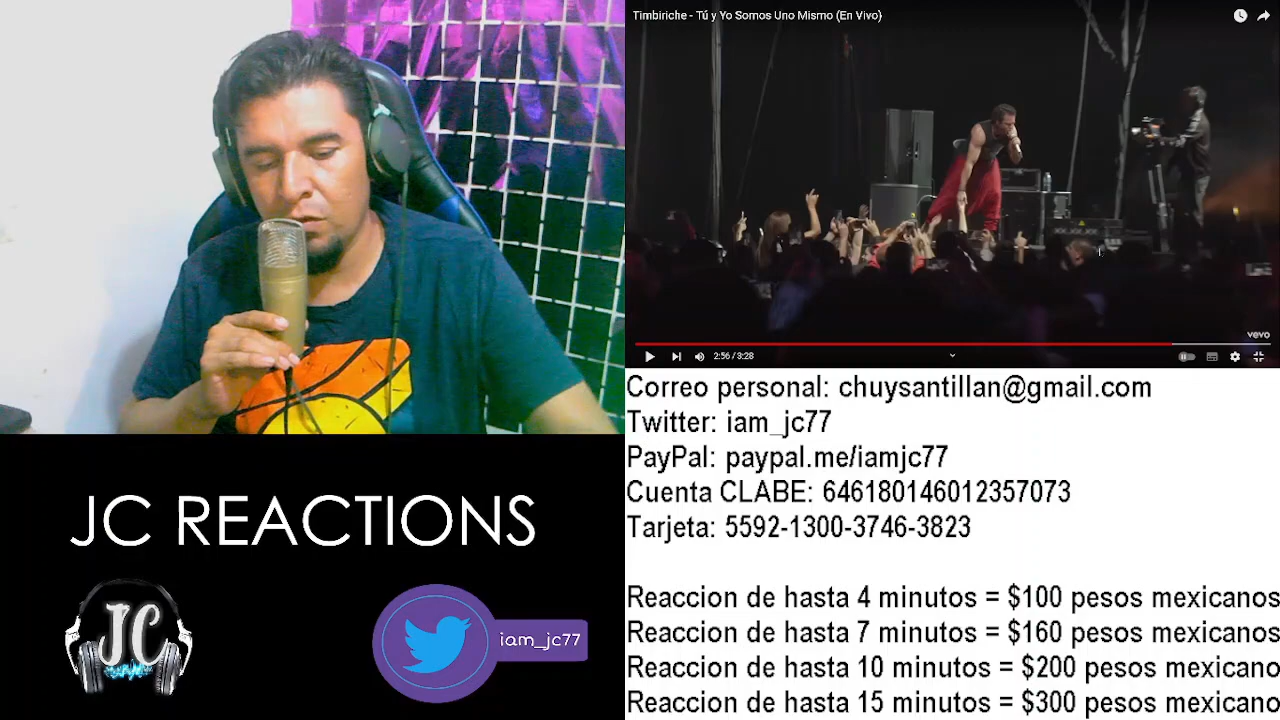 Timbiriche - Tú y Yo Somos Uno Mismo (En Vivo)
vevo
2:56 / 3:28
Correo personal: chuysantillan@gmail.com
Twitter: iam_jc77
PayPal: paypal.me/iamjc77
Cuenta CLABE: 646180146012357073
Tarjeta: 5592-1300-3746-3823
JC REACTIONS
JC
iam_jc77
Reaccion de hasta 4 minutos = $100 pesos mexicanos
Reaccion de hasta 7 minutos = $160 pesos mexicanos
Reaccion de hasta 10 minutos = $200 pesos mexicano
Reaccion de hasta 15 minutos = $300 pesos mexicano